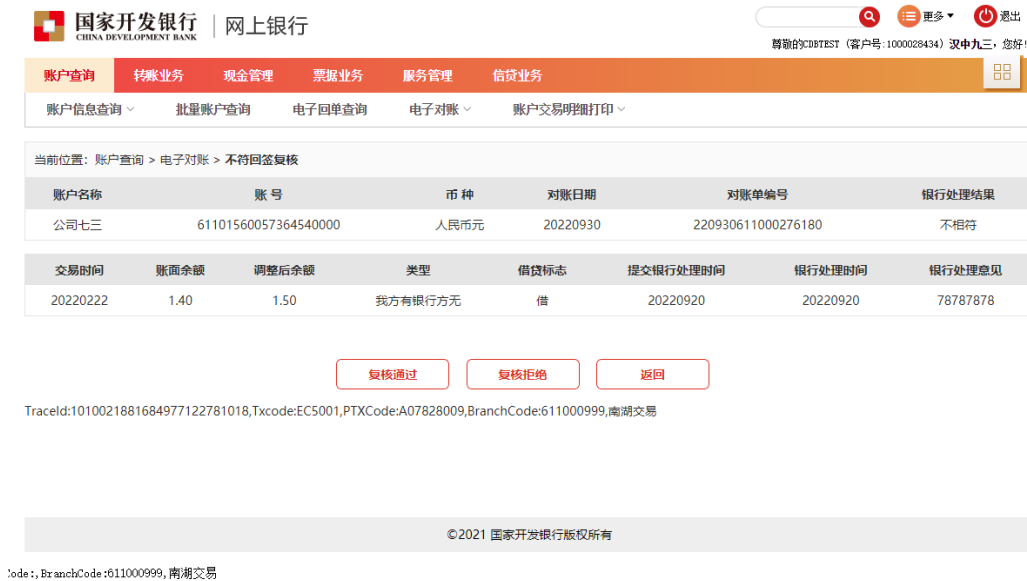 国家开发银行 网上银行 更多 退出
CHINA DEVELOPMENT BANK
尊敬的CDBTEST（客户号:1000028434）汉中九三，您好!
账户查询 转账业务 现金管理 票据业务 服务管理 信贷业务
账户信息查询 批量账户查询 电子回单查询 电子对账 账户交易明细打印
当前位置：账户查询 > 电子对账 > 不符回签复核
账户名称 账 号 币 种 对账日期 对账单编号 银行处理结果
公司七三 61101560057364540000 人民币元 20220930 220930611000276180 不相符
交易时间 账面余额 调整后余额 类型 借贷标志 提交银行处理时间 银行处理时间 银行处理意见
20220222 1.40 1.50 我方有银行方无 借 20220920 20220920 78787878
复核通过 复核拒绝 返回
TraceId:1010021881684977122781018,Txcode:EC5001,PTXCode:A07828009,BranchCode:611000999,南湖交易
©2021 国家开发银行版权所有
Code:,BranchCode:611000999,南湖交易